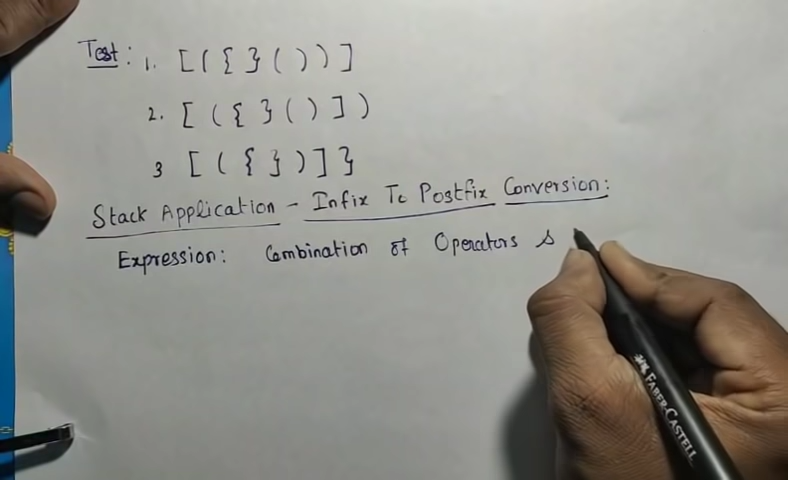 Test: 1. [ ( { } ( ) ) ]
2. [ ( { } ( ) ] )
3 [ ( { } ) ] }
Stack Application - Infix To Postfix Conversion:
Expression: Combination of Operators &
FABER-CASTELL